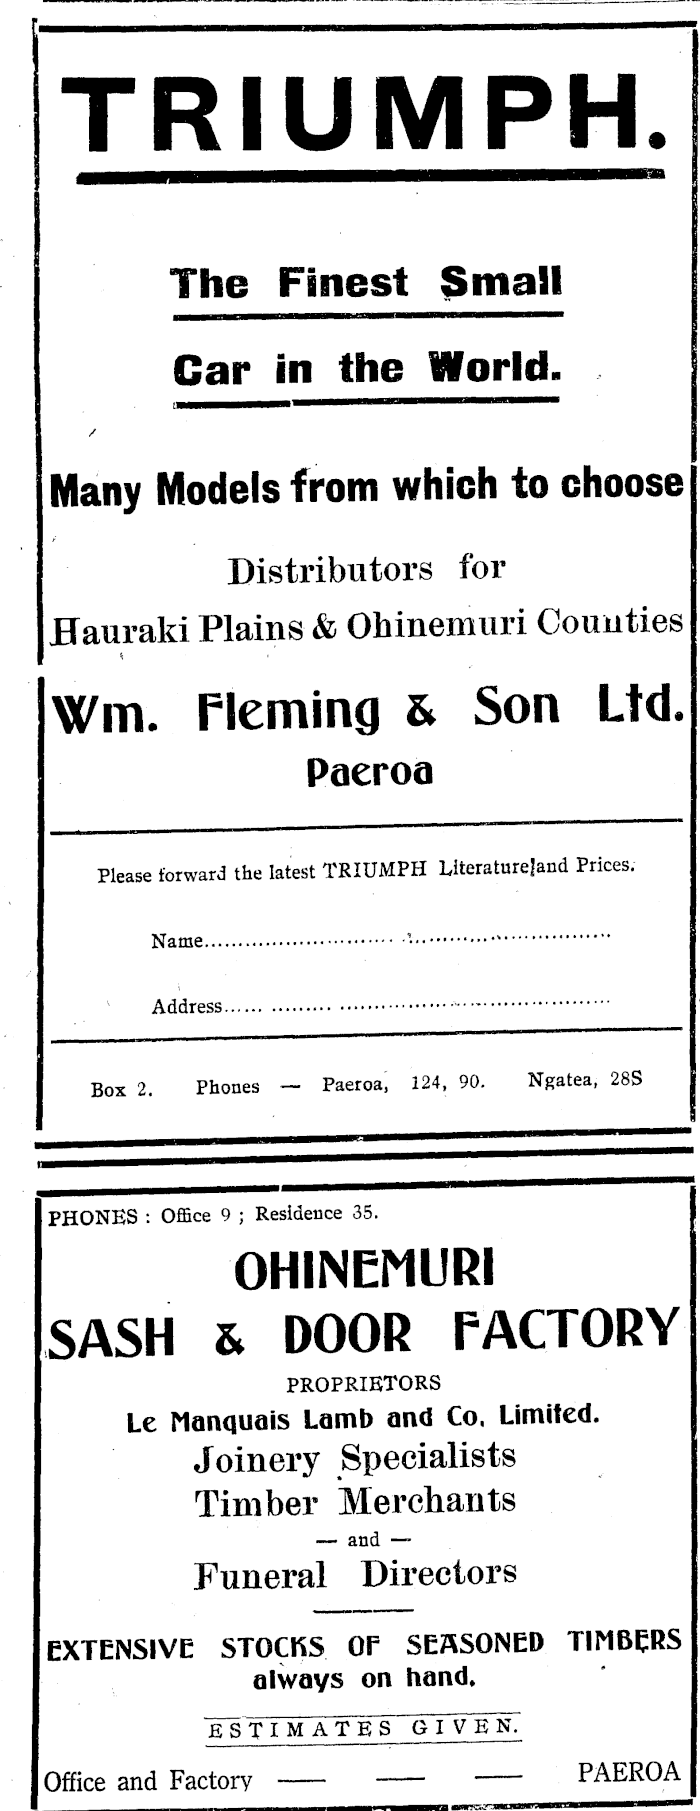 TRIUMPH.
The Finest Small
Car in the World.
Many Models from which to choose
Distributors for
Hauraki Plains & Ohinemuri Counties
Wm. Fleming & Son Ltd.
Paeroa
Please forward the latest TRIUMPH Literature and Prices.
Name..........................................................
Address......................................................
Box 2. Phones — Paeroa, 124, 90. Ngatea, 28S
PHONES : Office 9 ; Residence 35.
OHINEMURI
SASH & DOOR FACTORY
PROPRIETORS
Le Manquais Lamb and Co. Limited.
Joinery Specialists
Timber Merchants
— and —
Funeral Directors
EXTENSIVE STOCKS OF SEASONED TIMBERS
always on hand.
ESTIMATES GIVEN.
Office and Factory — — — PAEROA